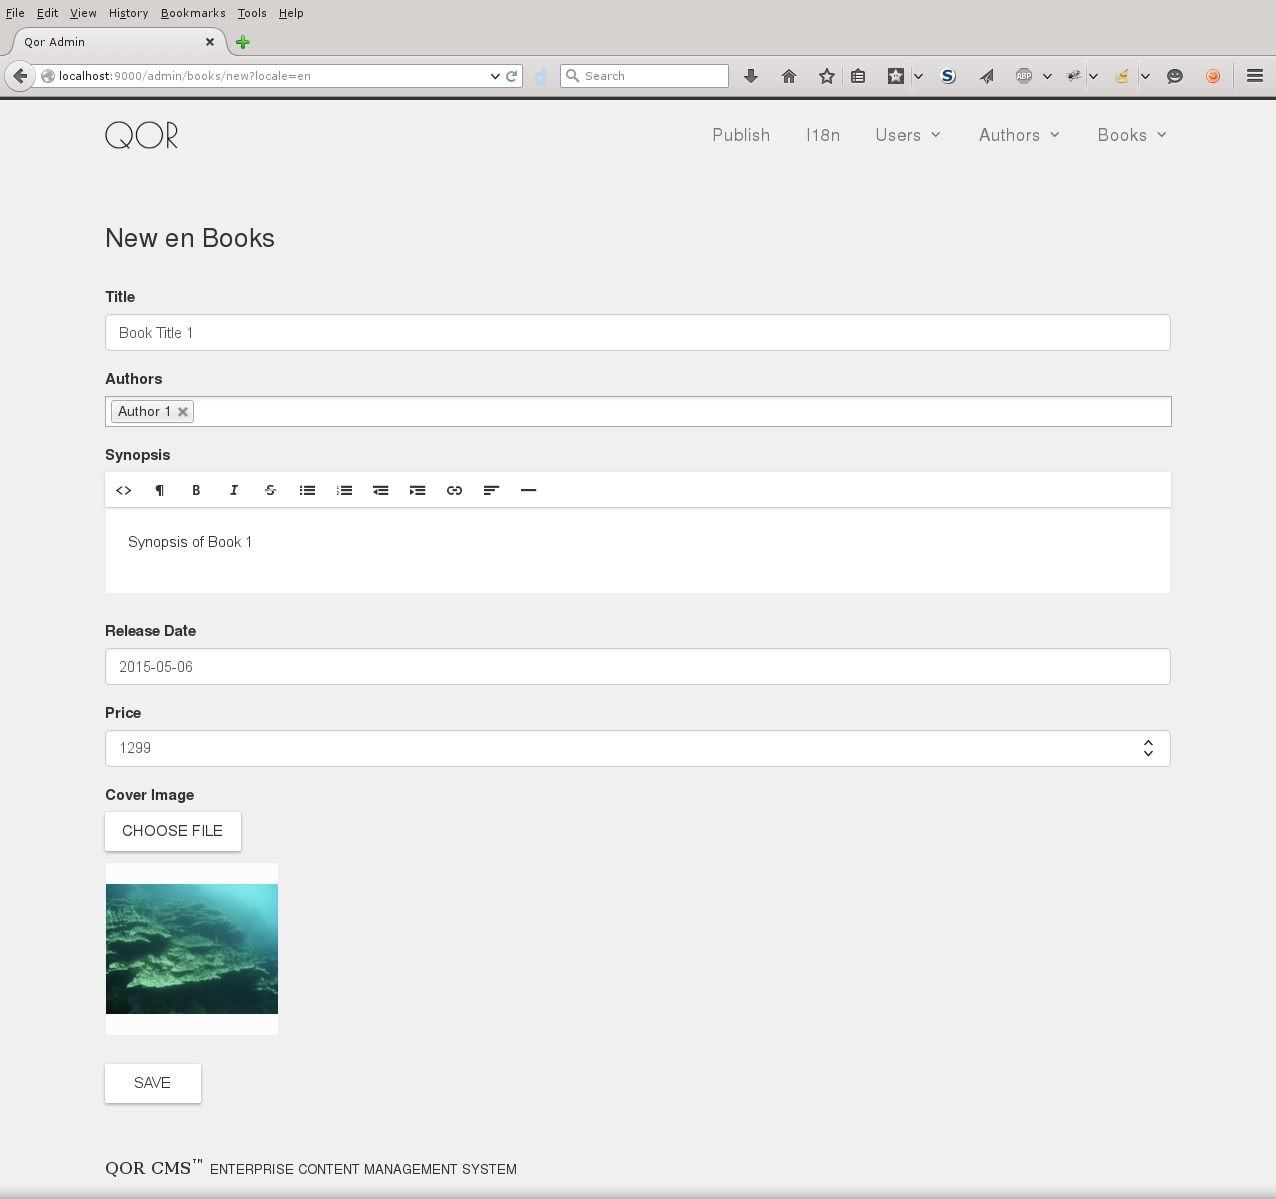 File Edit View History Bookmarks Tools Help
Qor Admin
localhost:9000/admin/books/new?locale=en
Search
S
ABP
QOR
Publish I18n Users Authors Books
New en Books
Title
Book Title 1
Authors
Author 1
Synopsis
B I S
Synopsis of Book 1
Release Date
2015-05-06
Price
1299
Cover Image
CHOOSE FILE
SAVE
QOR CMS™ ENTERPRISE CONTENT MANAGEMENT SYSTEM